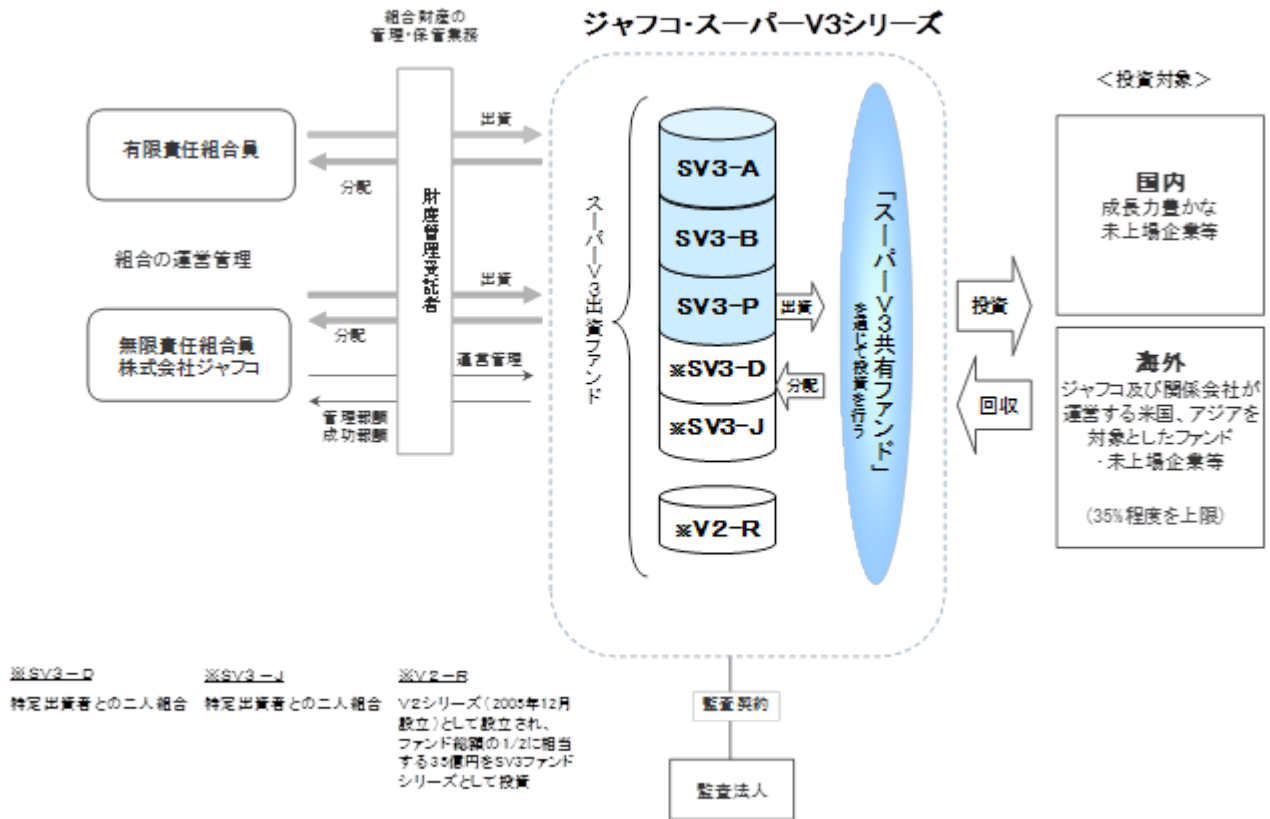 組合財産の
管理・保管業務
ジャフコ・スーパーV3シリーズ
＜投資対象＞
有限責任組合員
出資
分配
組合の運営管理
財産管理受託者
出資
分配
無限責任組合員
株式会社ジャフコ
運営管理
管理報酬
成功報酬
スーパーV3出資ファンド
SV3-A
SV3-B
SV3-P
※SV3-D
※SV3-J
※V2-R
出資
分配
「スーパーV3共有ファンド」
を通じて投資を行う
投資
回収
国内
成長力豊かな
未上場企業等
海外
ジャフコ及び関係会社が
運営する米国、アジアを
対象としたファンド
・未上場企業等
(35%程度を上限)
※SV3－D
特定出資者との二人組合
※SV3－J
特定出資者との二人組合
※V2－R
V2シリーズ（2005年12月
設立）として設立され、
ファンド総額の1/2に相当
する35億円をSV3ファンド
シリーズとして投資
監査契約
監査法人